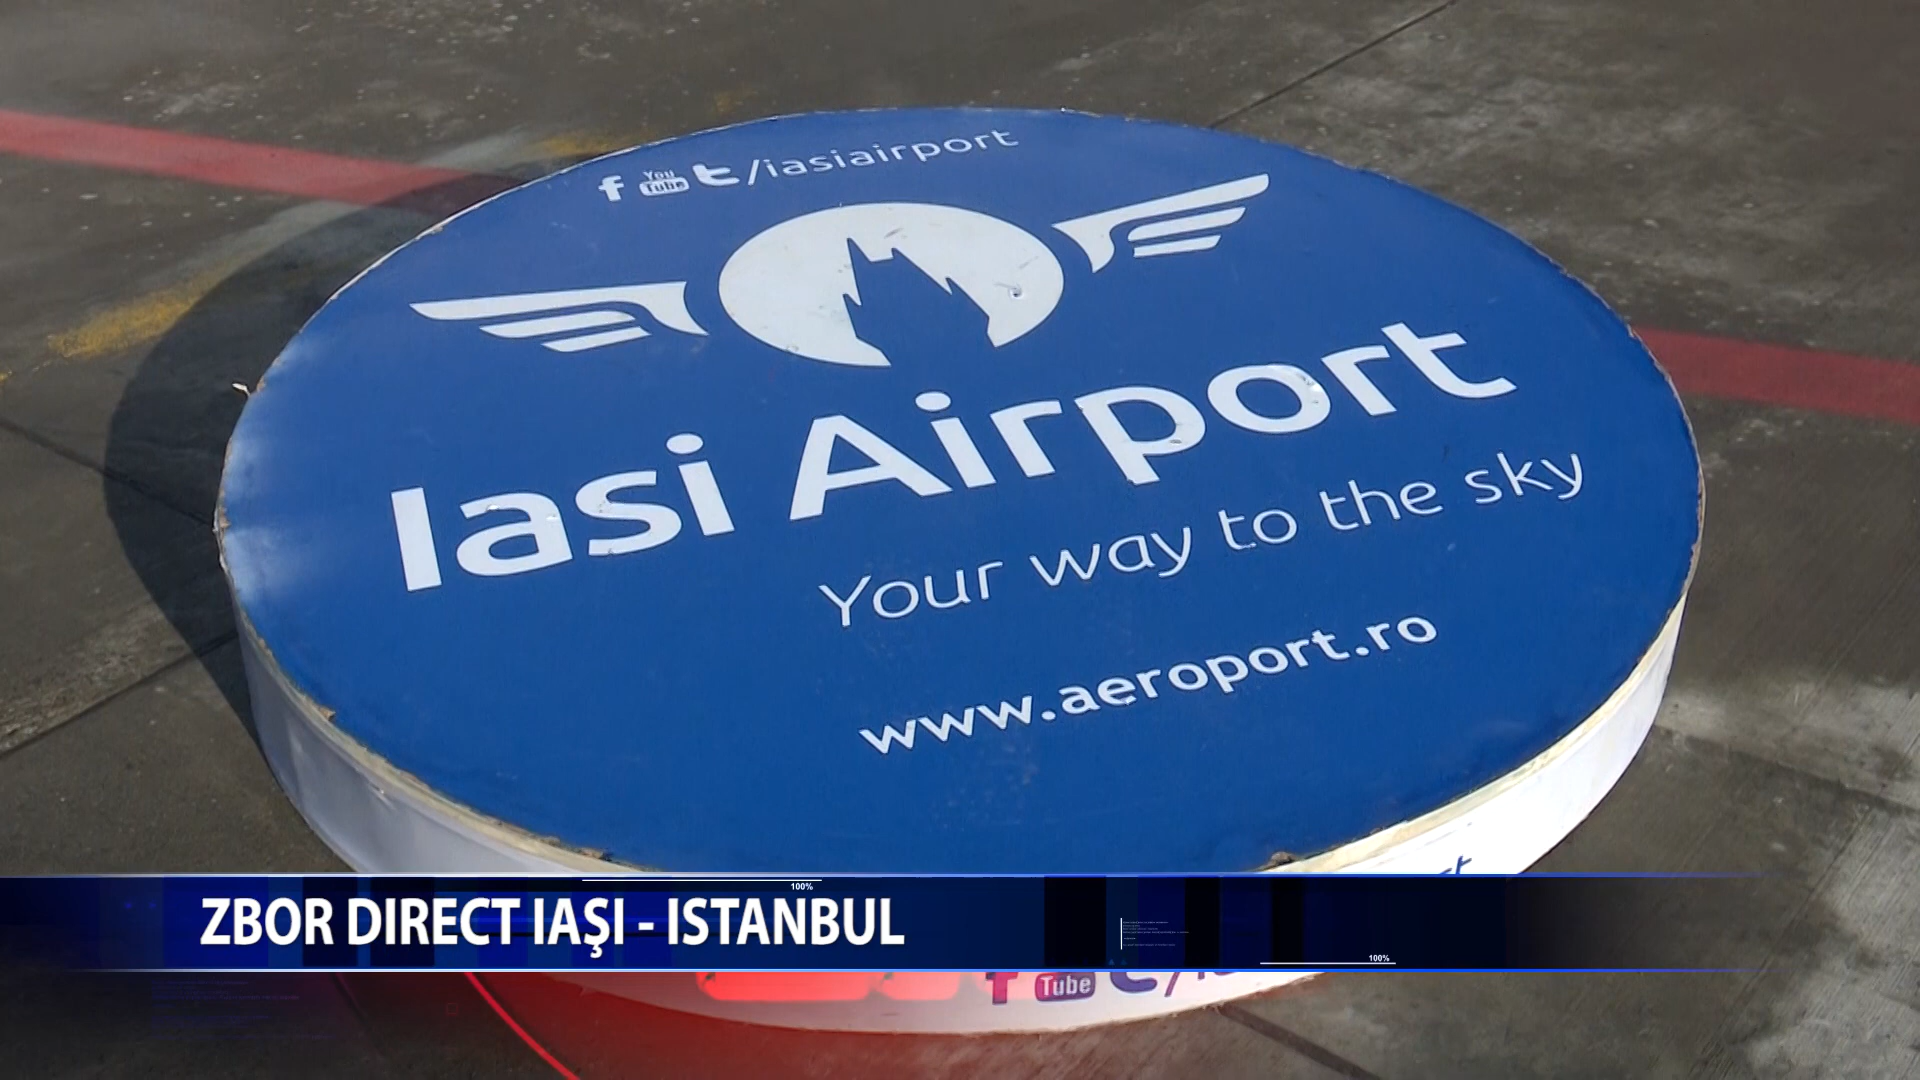 f You Tube t/iasiairport
Iasi Airport
Your way to the sky
www.aeroport.ro
100%
ZBOR DIRECT IAŞI - ISTANBUL
100%
f Tube t/